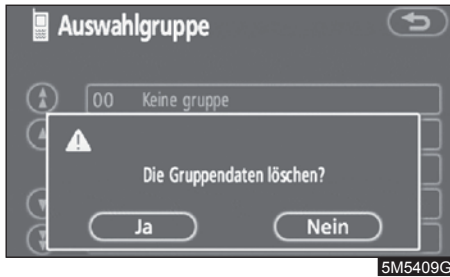 Auswahlgruppe
00 Keine gruppe
Die Gruppendaten löschen?
Ja Nein
5M5409G